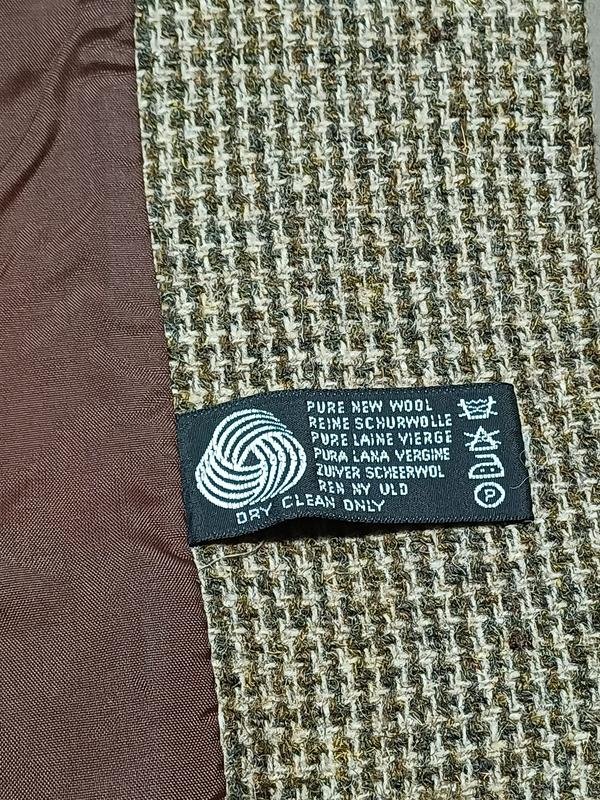 PURE NEW WOOL
REINE SCHURWOLLE
PURE LAINE VIERGE
PURA LANA VERGINE
ZUIVER SCHEERWOL
REN NY ULD
DRY CLEAN ONLY
P